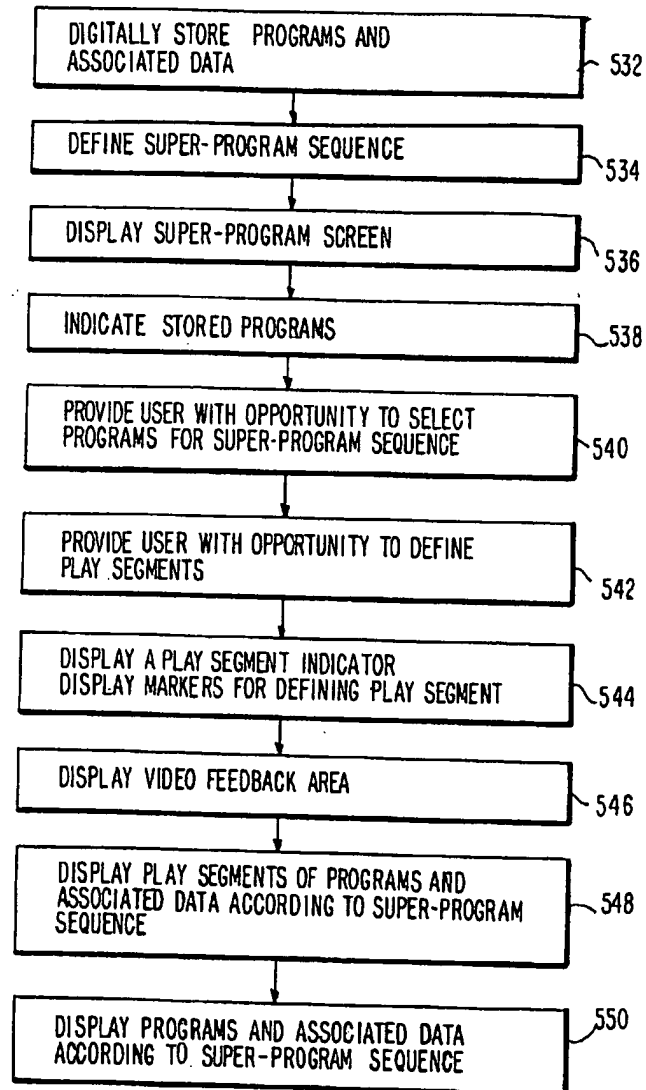 DIGITALLY STORE PROGRAMS AND
ASSOCIATED DATA
532
DEFINE SUPER-PROGRAM SEQUENCE
534
DISPLAY SUPER-PROGRAM SCREEN
536
INDICATE STORED PROGRAMS
538
PROVIDE USER WITH OPPORTUNITY TO SELECT
PROGRAMS FOR SUPER-PROGRAM SEQUENCE
540
PROVIDE USER WITH OPPORTUNITY TO DEFINE
PLAY SEGMENTS
542
DISPLAY A PLAY SEGMENT INDICATOR
DISPLAY MARKERS FOR DEFINING PLAY SEGMENT
544
DISPLAY VIDEO FEEDBACK AREA
546
DISPLAY PLAY SEGMENTS OF PROGRAMS AND
ASSOCIATED DATA ACCORDING TO SUPER-PROGRAM
SEQUENCE
548
DISPLAY PROGRAMS AND ASSOCIATED DATA
ACCORDING TO SUPER-PROGRAM SEQUENCE
550